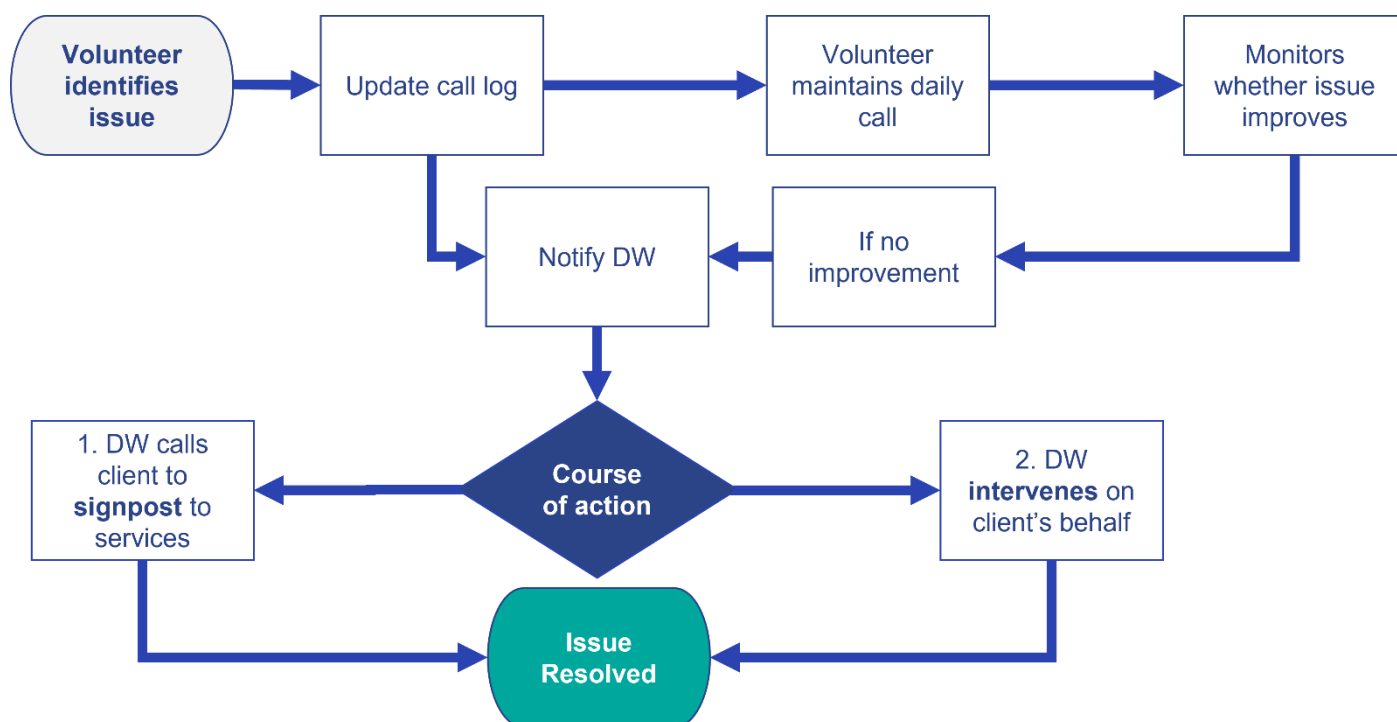 Volunteer
identifies
issue
Update call log
Volunteer
maintains daily
call
Monitors
whether issue
improves
Notify DW
If no
improvement
Course
of action
1. DW calls
client to
signpost to
services
2. DW
intervenes on
client’s behalf
Issue
Resolved